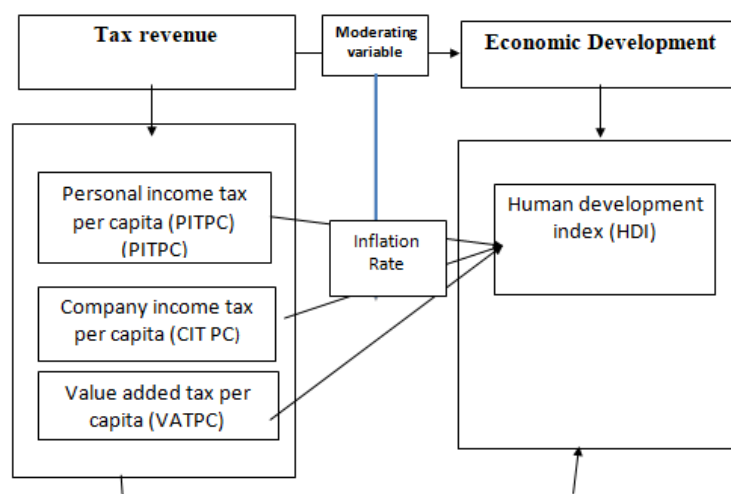 Tax revenue
Moderating
variable
Economic Development
Personal income tax
per capita (PITPC)
(PITPC)
Human development
index (HDI)
Inflation
Rate
Company income tax
per capita (CIT PC)
Value added tax per
capita (VATPC)